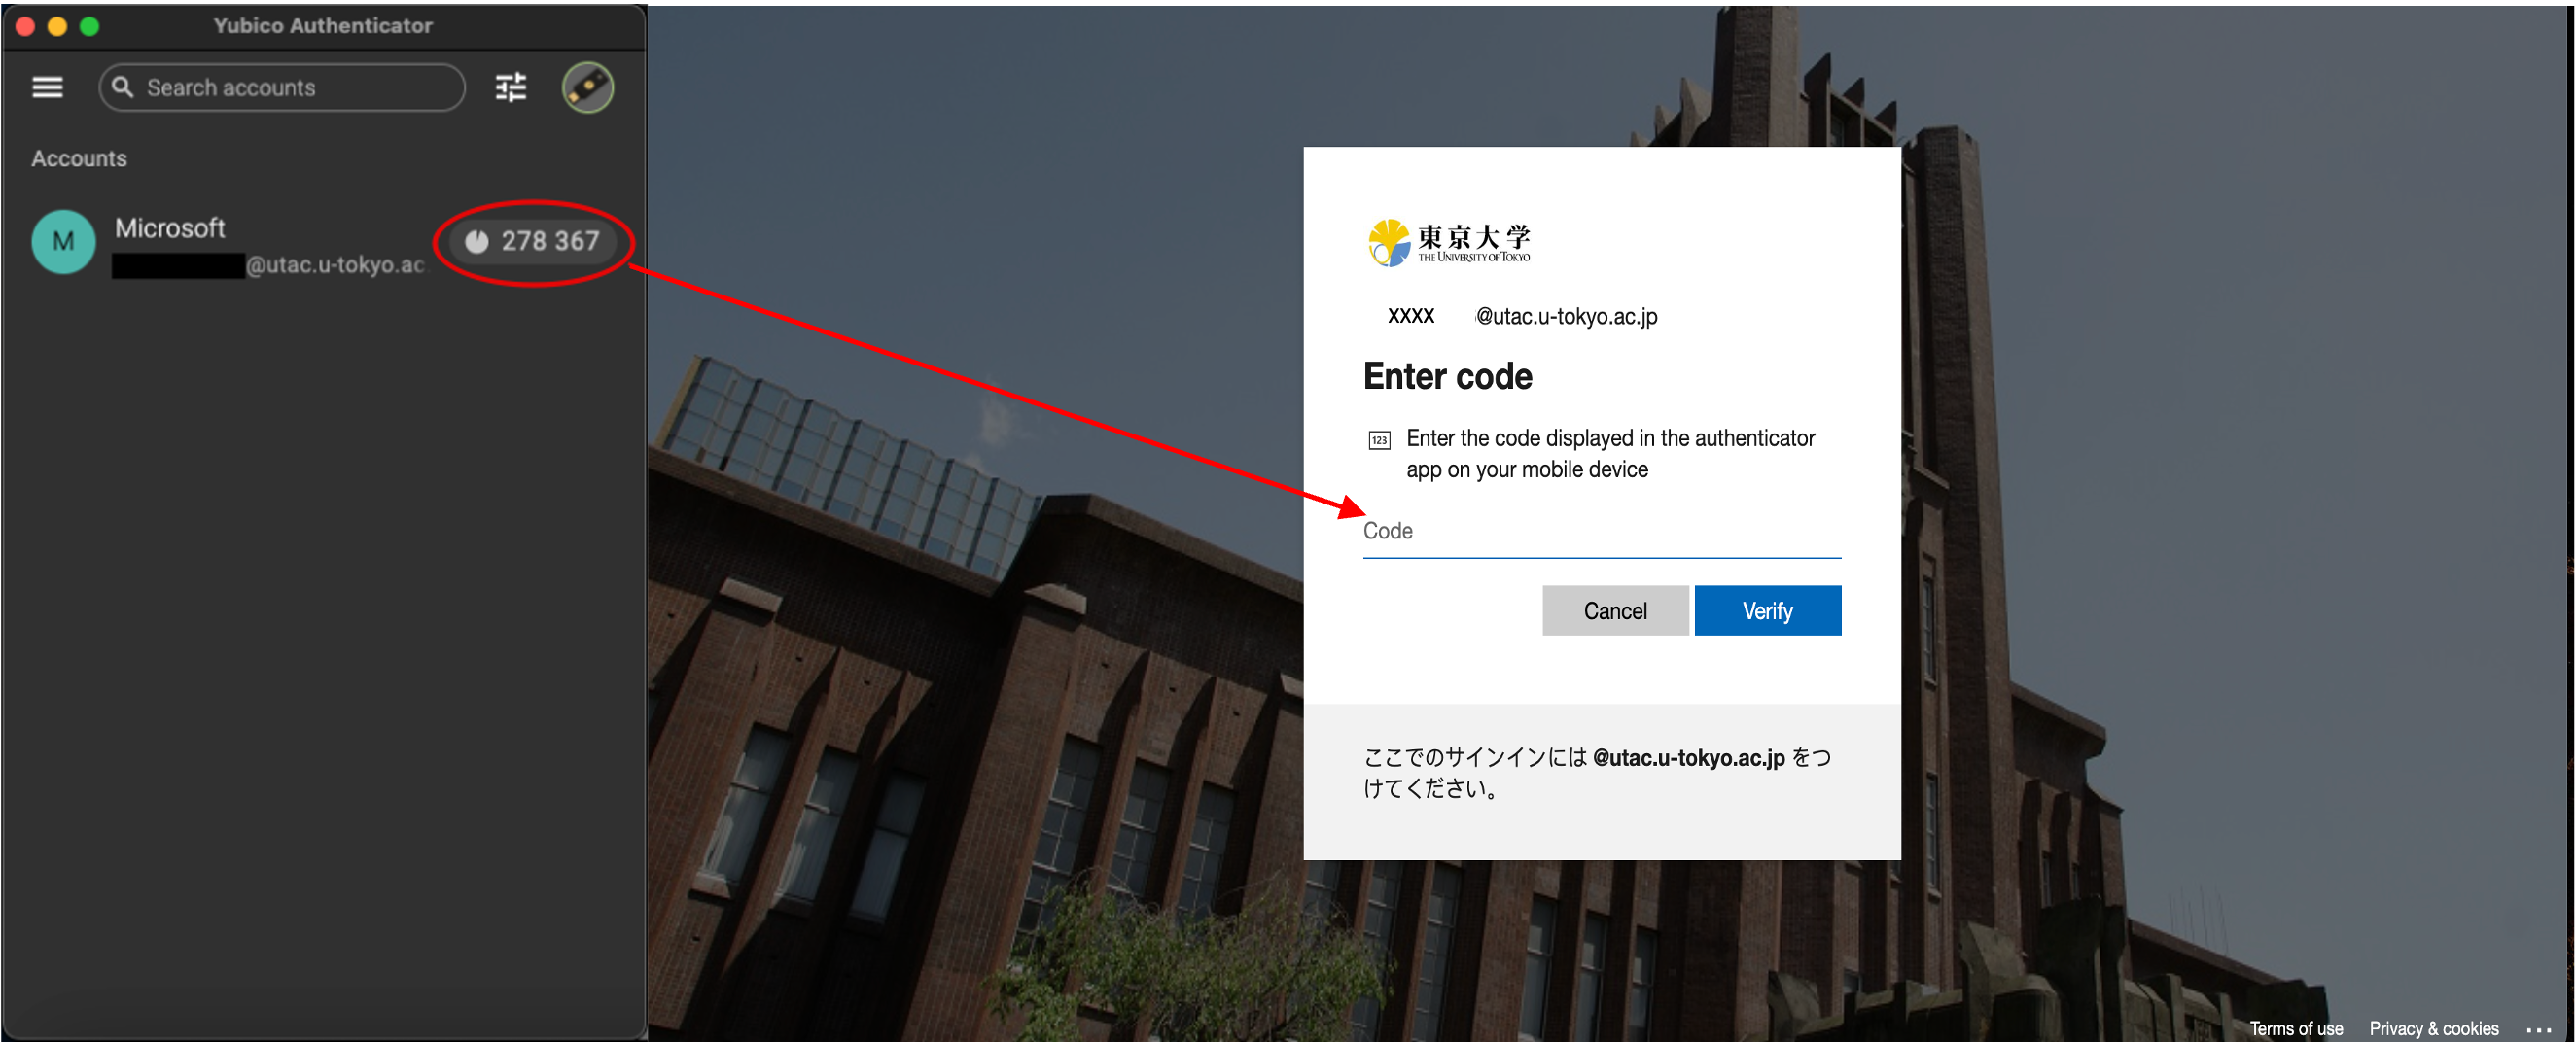 Yubico Authenticator
Search accounts
Accounts
M
Microsoft
@utac.u-tokyo.ac.
278 367
東京大学
THE UNIVERSITY OF TOKYO
XXXX @utac.u-tokyo.ac.jp
Enter code
123
Enter the code displayed in the authenticator
app on your mobile device
Code
Cancel
Verify
ここでのサインインには @utac.u-tokyo.ac.jp をつ
けてください。
Terms of use
Privacy & cookies